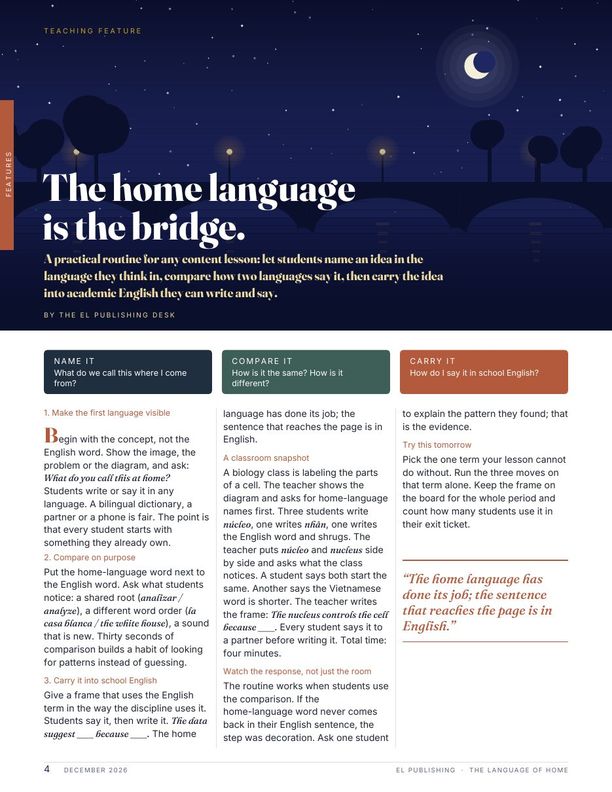 TEACHING FEATURE
FEATURES
The home language
is the bridge.
A practical routine for any content lesson: let students name an idea in the
language they think in, compare how two languages say it, then carry the idea
into academic English they can write and say.
BY THE EL PUBLISHING DESK
NAME IT
What do we call this where I come
from?
COMPARE IT
How is it the same? How is it
different?
CARRY IT
How do I say it in school English?
1. Make the first language visible
Begin with the concept, not the
English word. Show the image, the
problem or the diagram, and ask:
What do you call this at home?
Students write or say it in any
language. A bilingual dictionary, a
partner or a phone is fair. The point is
that every student starts with
something they already own.
2. Compare on purpose
Put the home-language word next to
the English word. Ask what students
notice: a shared root (analizar /
analyze), a different word order (la
casa blanca / the white house), a sound
that is new. Thirty seconds of
comparison builds a habit of looking
for patterns instead of guessing.
3. Carry it into school English
Give a frame that uses the English
term in the way the discipline uses it.
Students say it, then write it. The data
suggest ___ because ___. The home
language has done its job; the
sentence that reaches the page is in
English.
A classroom snapshot
A biology class is labeling the parts
of a cell. The teacher shows the
diagram and asks for home-language
names first. Three students write
núcleo, one writes nhân, one writes
the English word and shrugs. The
teacher puts núcleo and nucleus side
by side and asks what the class
notices. A student says both start the
same. Another says the Vietnamese
word is shorter. The teacher writes
the frame: The nucleus controls the cell
because ___. Every student says it to
a partner before writing it. Total time:
four minutes.
Watch the response, not just the room
The routine works when students use
the comparison. If the
home-language word never comes
back in their English sentence, the
step was decoration. Ask one student
to explain the pattern they found; that
is the evidence.
Try this tomorrow
Pick the one term your lesson cannot
do without. Run the three moves on
that term alone. Keep the frame on
the board for the whole period and
count how many students use it in
their exit ticket.
“The home language has
done its job; the sentence
that reaches the page is in
English.”
4 DECEMBER 2026
EL PUBLISHING · THE LANGUAGE OF HOME